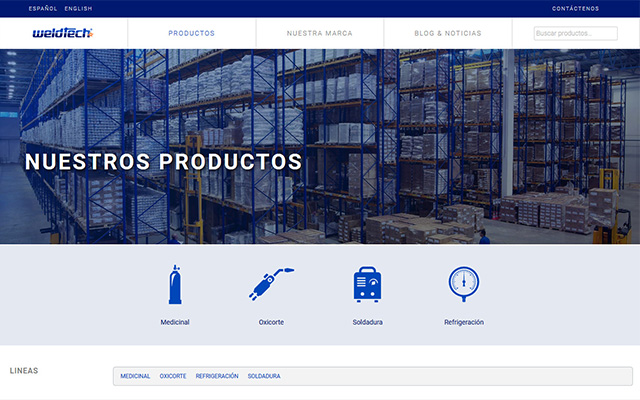 ESPAÑOL ENGLISH CONTÁCTENOS
weldtech PRODUCTOS NUESTRA MARCA BLOG & NOTICIAS Buscar productos...
NUESTROS PRODUCTOS
Medicinal Oxicorte Soldadura Refrigeración
LINEAS MEDICINAL OXICORTE REFRIGERACIÓN SOLDADURA